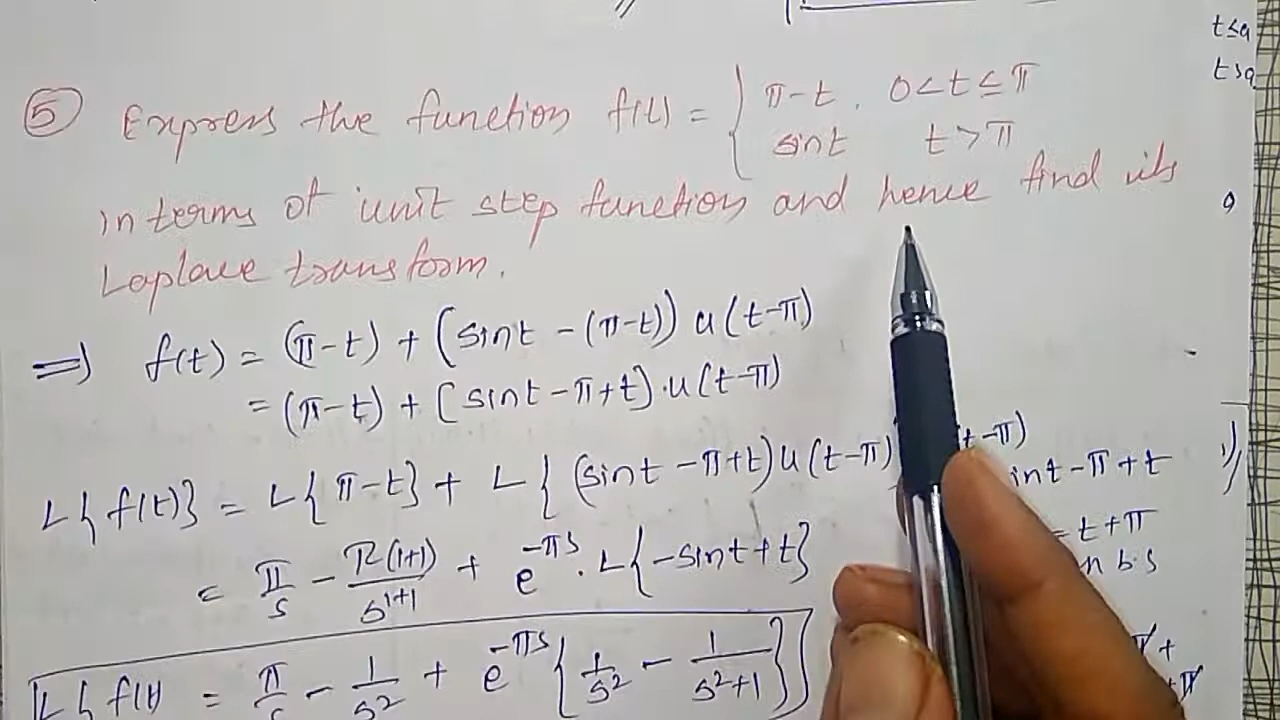 t≤a
t>a
⑤ Express the function f(t) = { π-t, 0<t≤π
sint t>π
in terms of unit step function and hence find its
Laplace transform.
⇒ f(t) = (π-t) + (sint - (π-t)) u(t-π)
= (π-t) + (sint - π+t).u(t-π)
L{f(t)} = L{π-t} + L{(sint - π+t)u(t-π)
t-π)
int-π+t
= π/s - Γ(1+1)/s^1+1 + e^-πs . L{-sint+t}
= t+π
n b.s
L{f(t) = π/s - 1/s² + e^-πs {1/s² - 1/(s²+1)}